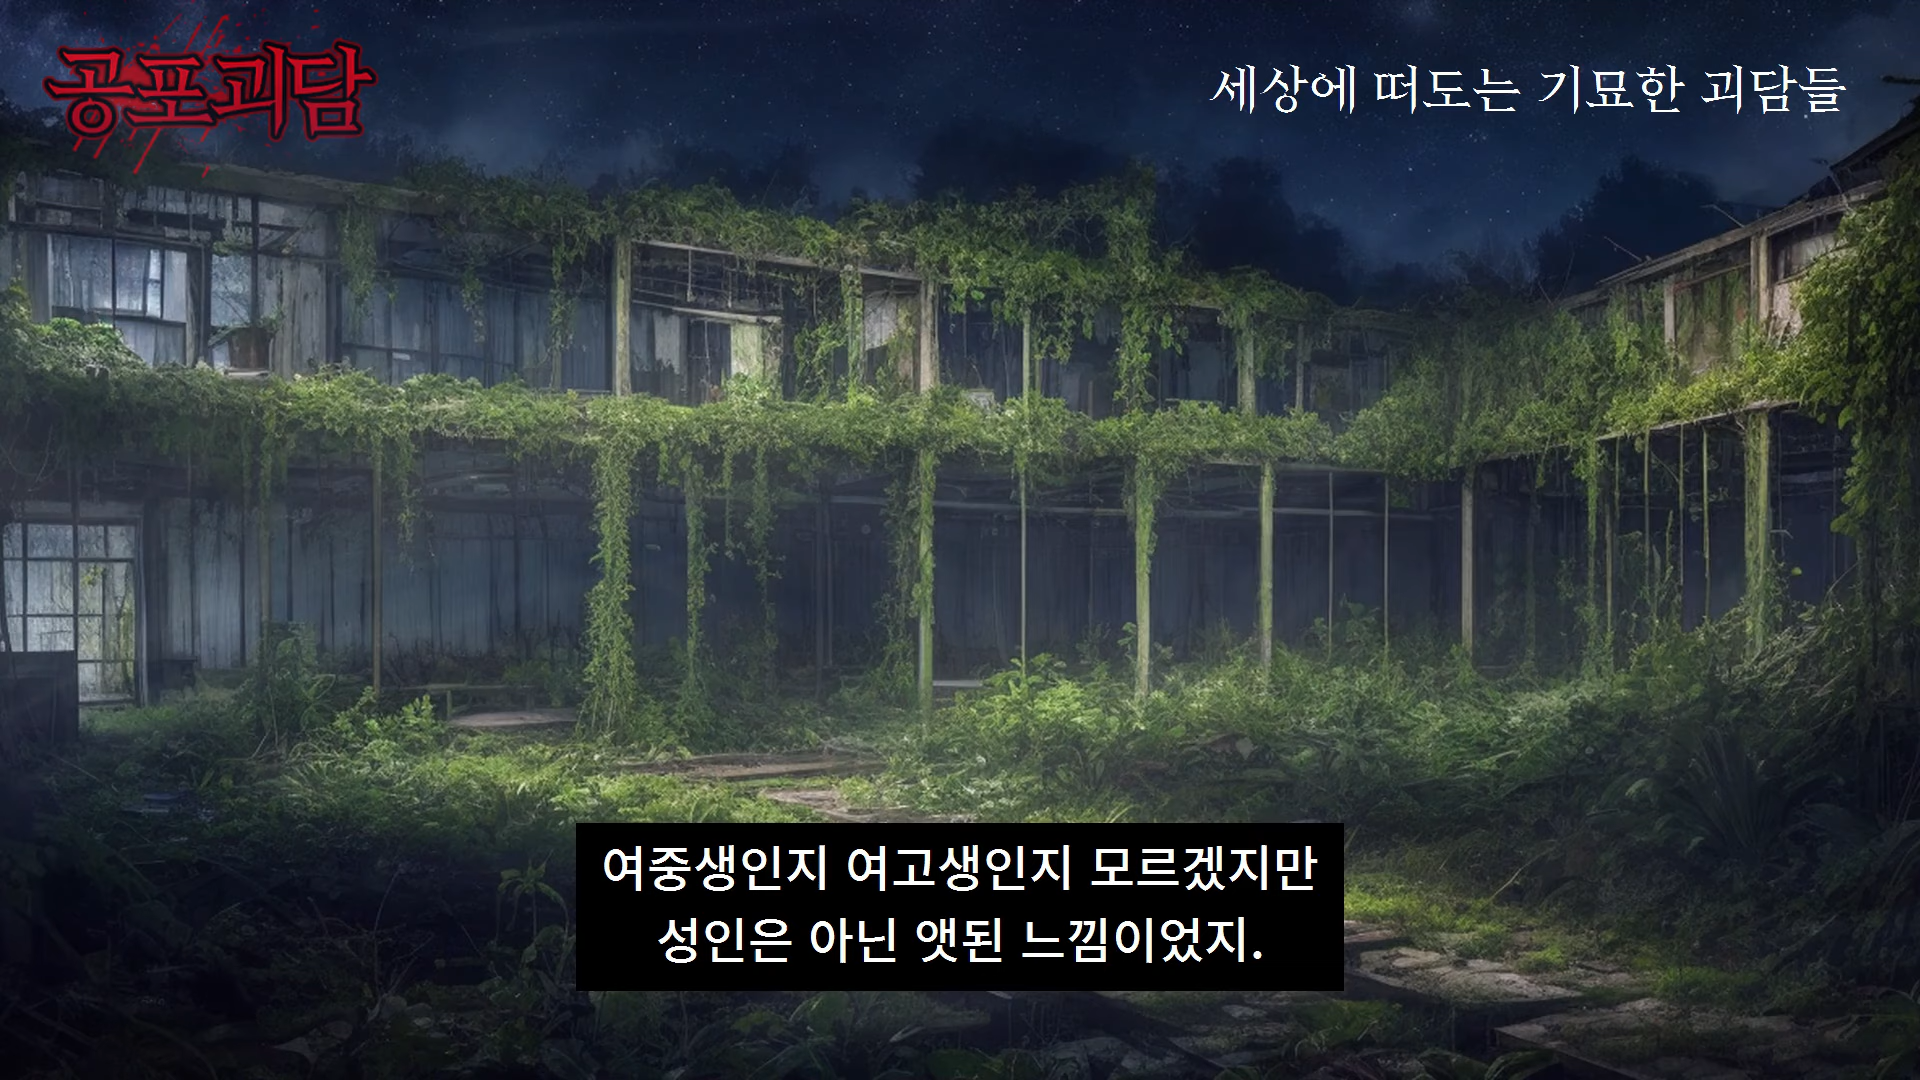 공포괴담
세상에 떠도는 기묘한 괴담들
여중생인지 여고생인지 모르겠지만
성인은 아닌 앳된 느낌이었지.